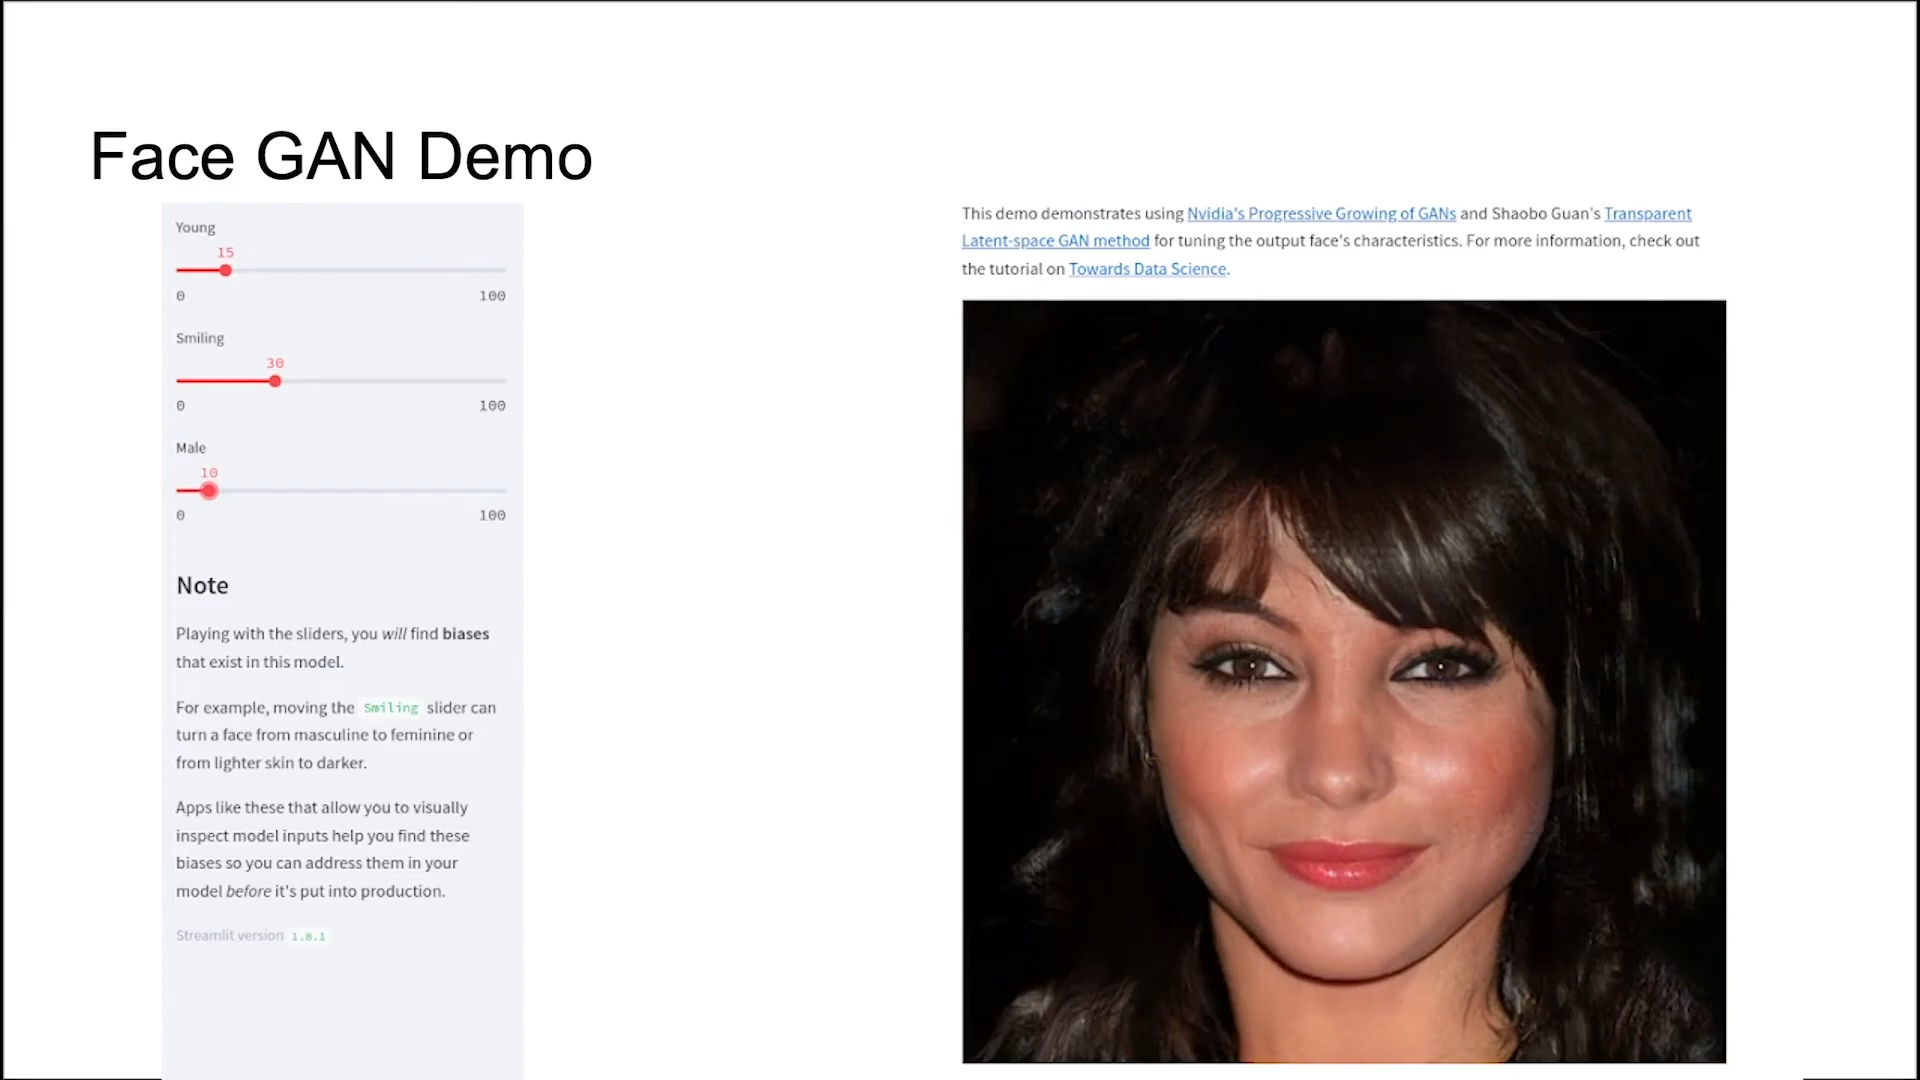 Face GAN Demo
Young
15
0 100
Smiling
30
0 100
Male
10
0 100
Note
Playing with the sliders, you will find biases
that exist in this model.
For example, moving the Smiling slider can
turn a face from masculine to feminine or
from lighter skin to darker.
Apps like these that allow you to visually
inspect model inputs help you find these
biases so you can address them in your
model before it's put into production.
Streamlit version 1.8.1
This demo demonstrates using Nvidia's Progressive Growing of GANs and Shaobo Guan's Transparent
Latent-space GAN method for tuning the output face's characteristics. For more information, check out
the tutorial on Towards Data Science.